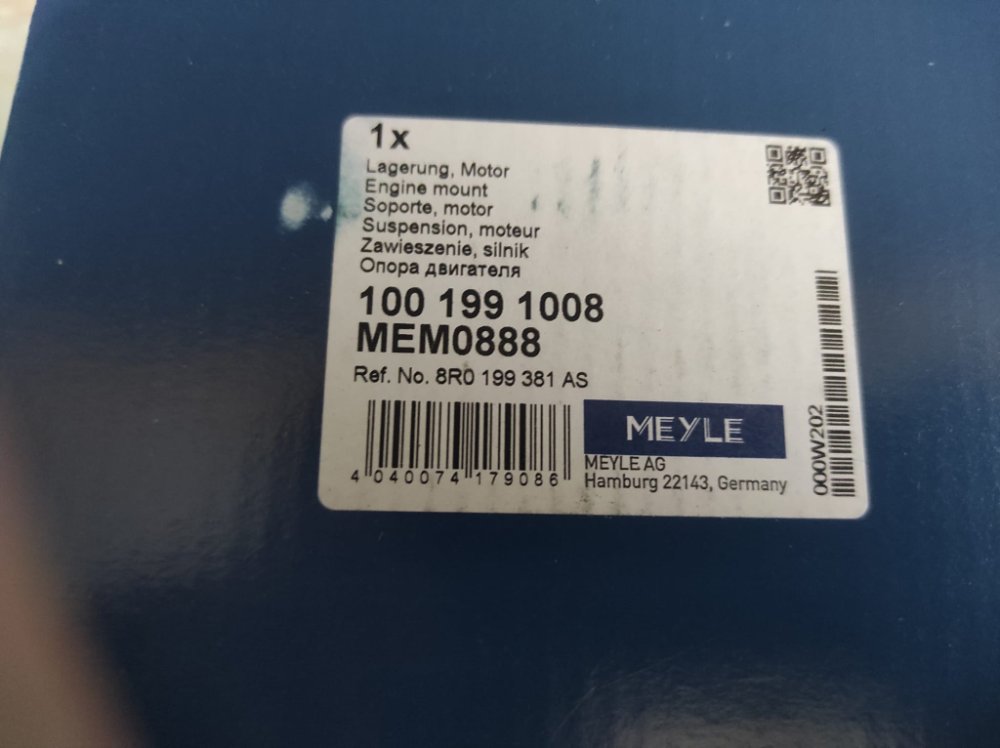 1x
Lagerung, Motor
Engine mount
Soporte, motor
Suspension, moteur
Zawieszenie, silnik
Опора двигателя
100 199 1008
MEM0888
Ref. No. 8R0 199 381 AS
4 040074 179086
MEYLE
MEYLE AG
Hamburg 22143, Germany
000W202